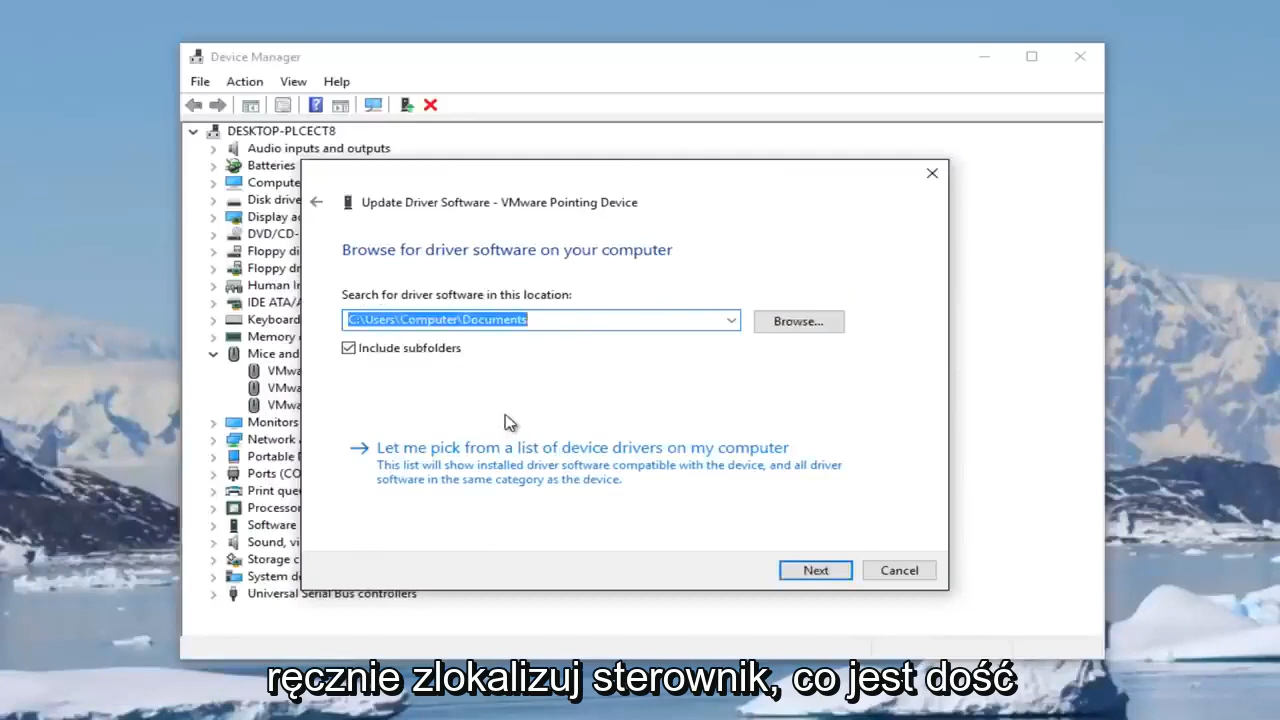 Device Manager
File Action View Help
DESKTOP-PLCECT8
Audio inputs and outputs
Batteries
Compute
Disk drive
Display a
DVD/CD-
Floppy di
Floppy dr
Human I
IDE ATA/A
Keyboard
Memory
Mice and
VMwa
VMwa
VMwa
Monitors
Network
Portable
Ports (CO
Print que
Processor
Software
Sound, vi
Storage c
System de
Universal Serial Bus controllers
Update Driver Software - VMware Pointing Device
Browse for driver software on your computer
Search for driver software in this location:
C:\Users\Computer\Documents
Browse...
Include subfolders
Let me pick from a list of device drivers on my computer
This list will show installed driver software compatible with the device, and all driver
software in the same category as the device.
Next Cancel
ręcznie zlokalizuj sterownik, co jest dość